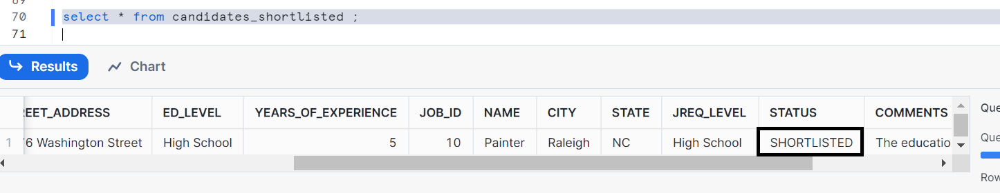 70 select * from candidates_shortlisted ;
71
Results Chart
REET_ADDRESS ED_LEVEL YEARS_OF_EXPERIENCE JOB_ID NAME CITY STATE JREQ_LEVEL STATUS COMMENTS
1 6 Washington Street High School 5 10 Painter Raleigh NC High School SHORTLISTED The educatio
Que
Que
Row